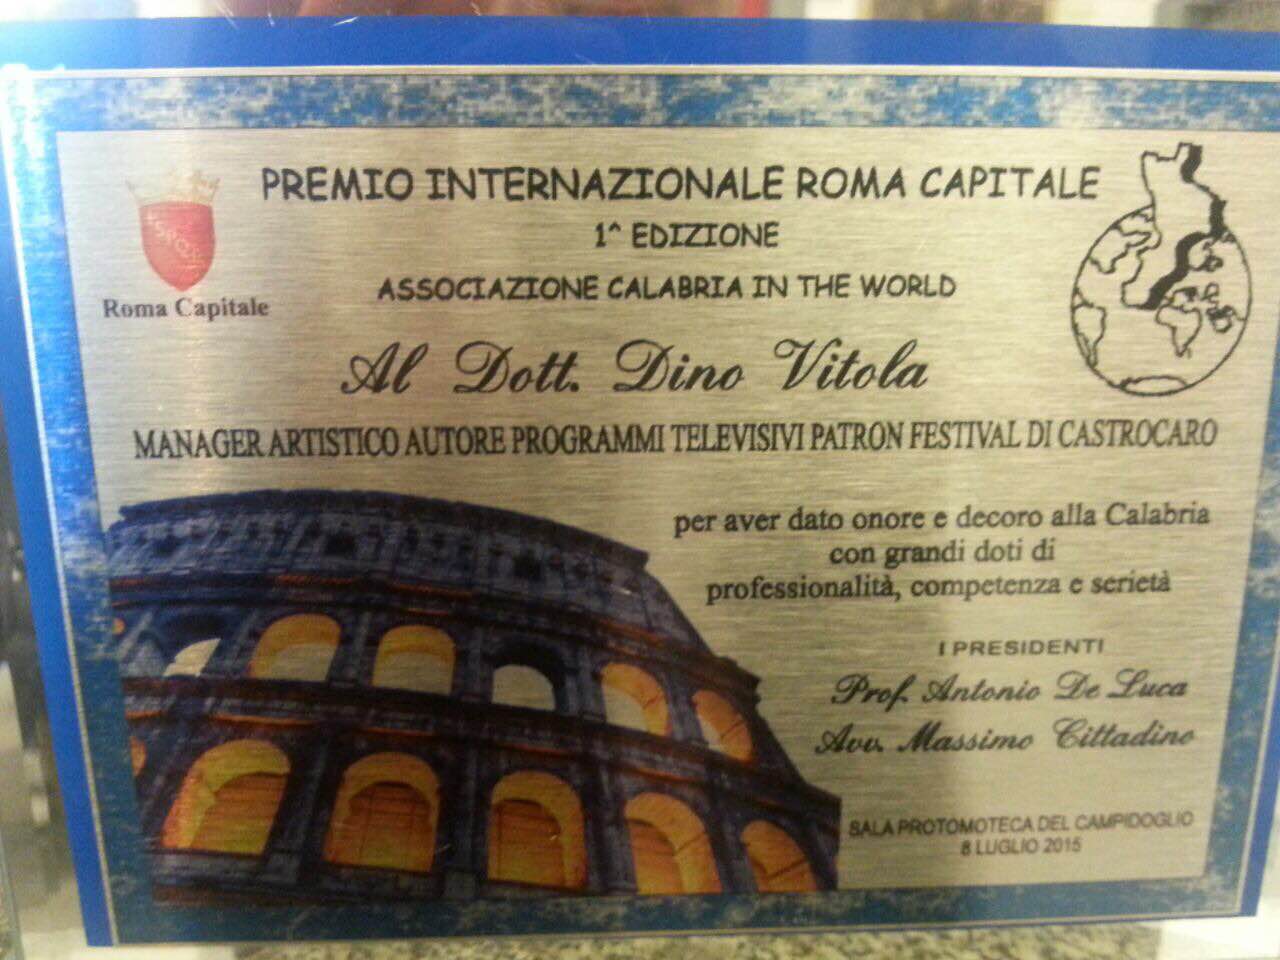 PREMIO INTERNAZIONALE ROMA CAPITALE
1^ EDIZIONE
ASSOCIAZIONE CALABRIA IN THE WORLD
SPQR
Roma Capitale
Al Dott. Dino Vitola
MANAGER ARTISTICO AUTORE PROGRAMMI TELEVISIVI PATRON FESTIVAL DI CASTROCARO
per aver dato onore e decoro alla Calabria
con grandi doti di
professionalità, competenza e serietà
I PRESIDENTI
Prof. Antonio De Luca
Avv. Massimo Cittadino
SALA PROTOMOTECA DEL CAMPIDOGLIO
8 LUGLIO 2015